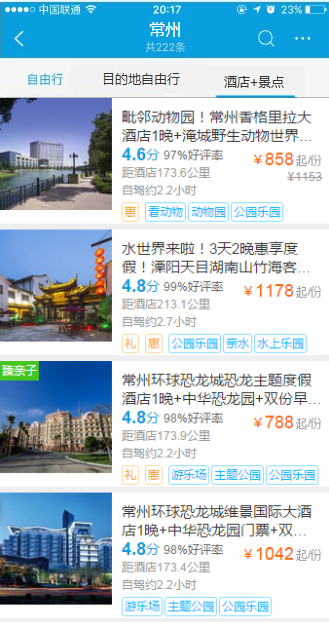 中国联通 20:17 23%
常州
共222条
自由行 目的地自由行 酒店+景点
毗邻动物园！常州香格里拉大
酒店1晚+淹城野生动物世界...
4.6分 97%好评率
¥858起/份
距酒店173.6公里
¥1153
自驾约2.2小时
惠 看动物 动物园 公园乐园
水世界来啦！3天2晚惠享度
假！溧阳天目湖南山竹海客...
4.8分 99%好评率
¥1178起/份
距酒店213.1公里
自驾约2.7小时
礼 惠 公园乐园 亲水 水上乐园
臻亲子
常州环球恐龙城恐龙主题度假
酒店1晚+中华恐龙园+双份早...
4.8分 98%好评率
¥788起/份
距酒店173.9公里
自驾约2.2小时
礼 惠 游乐场 主题公园 公园乐园
常州环球恐龙城维景国际大酒
店1晚+中华恐龙园门票+双...
4.8分 98%好评率
¥1042起/份
距酒店173.4公里
自驾约2.2小时
游乐场 主题公园 公园乐园